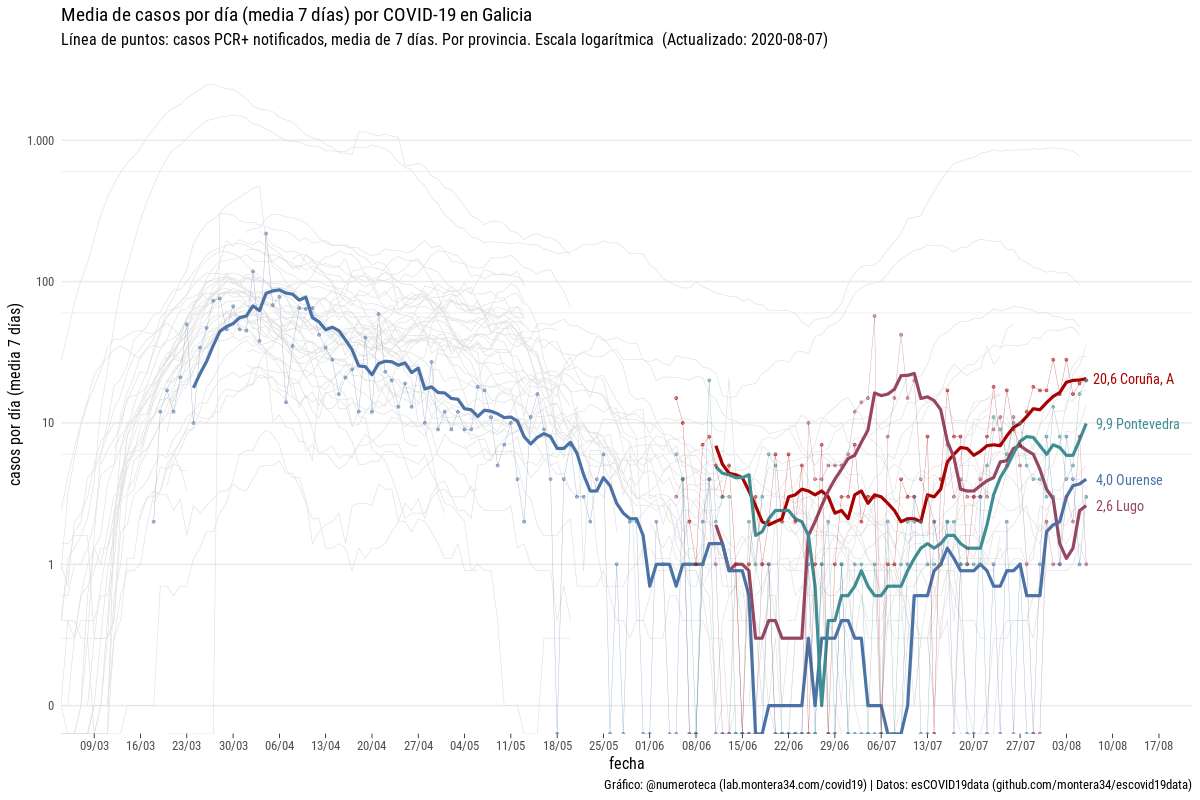 Media de casos por día (media 7 días) por COVID-19 en Galicia
Línea de puntos: casos PCR+ notificados, media de 7 días. Por provincia. Escala logarítmica (Actualizado: 2020-08-07)
casos por día (media 7 días)
1.000
100
10
1
0
20,6 Coruña, A
9,9 Pontevedra
4,0 Ourense
2,6 Lugo
09/03 16/03 23/03 30/03 06/04 13/04 20/04 27/04 04/05 11/05 18/05 25/05 01/06 08/06 15/06 22/06 29/06 06/07 13/07 20/07 27/07 03/08 10/08 17/08
fecha
Gráfico: @numeroteca (lab.montera34.com/covid19) | Datos: esCOVID19data (github.com/montera34/escovid19data)